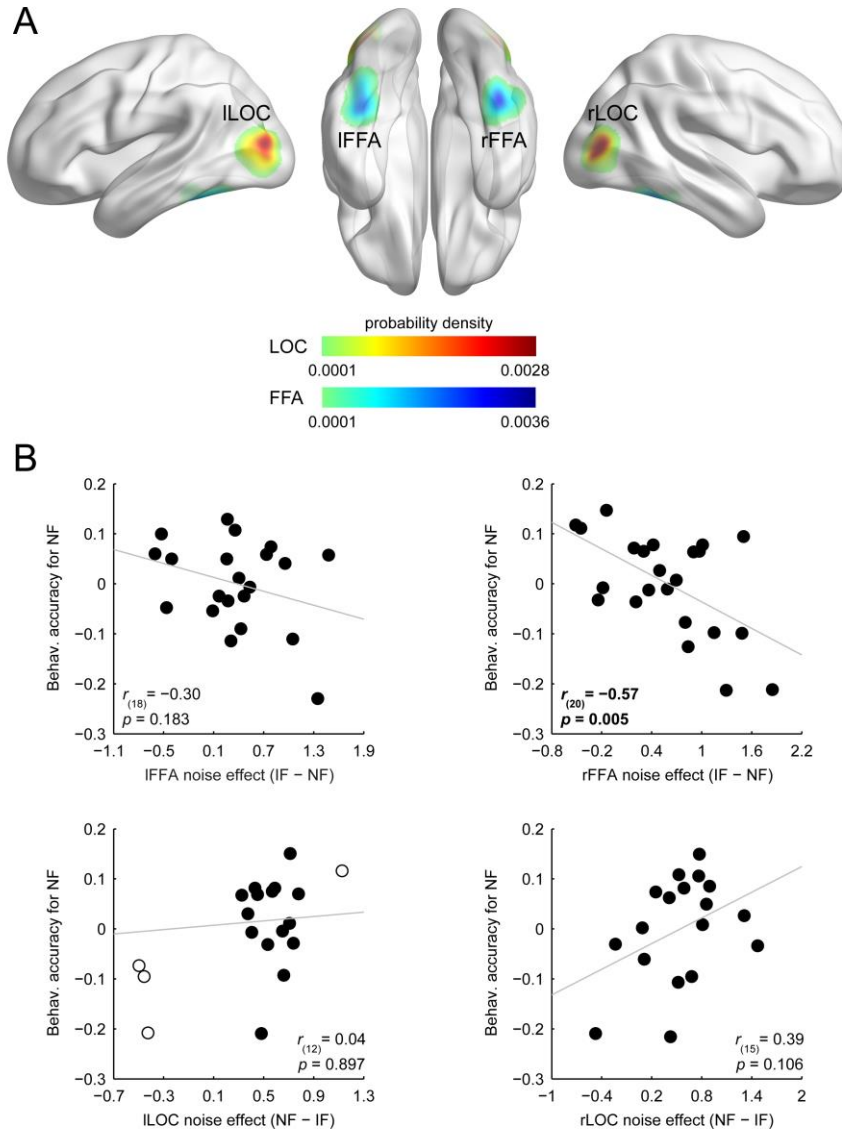 A
lLOC
lFFA
rFFA
rLOC
probability density
LOC
0.0001 0.0028
FFA
0.0001 0.0036
B
Behav. accuracy for NF
0.2
0.1
0
−0.1
−0.2
−0.3
r(18)= −0.30
p = 0.183
−1.1 −0.5 0.1 0.7 1.3 1.9
lFFA noise effect (IF − NF)
Behav. accuracy for NF
0.2
0.1
0
−0.1
−0.2
−0.3
r(20)= −0.57
p = 0.005
−0.8 −0.2 0.4 1 1.6 2.2
rFFA noise effect (IF − NF)
Behav. accuracy for NF
0.2
0.1
0
−0.1
−0.2
−0.3
r(12)= 0.04
p = 0.897
−0.7 −0.3 0.1 0.5 0.9 1.3
lLOC noise effect (NF − IF)
Behav. accuracy for NF
0.2
0.1
0
−0.1
−0.2
−0.3
r(15)= 0.39
p = 0.106
−1 −0.4 0.2 0.8 1.4 2
rLOC noise effect (NF − IF)